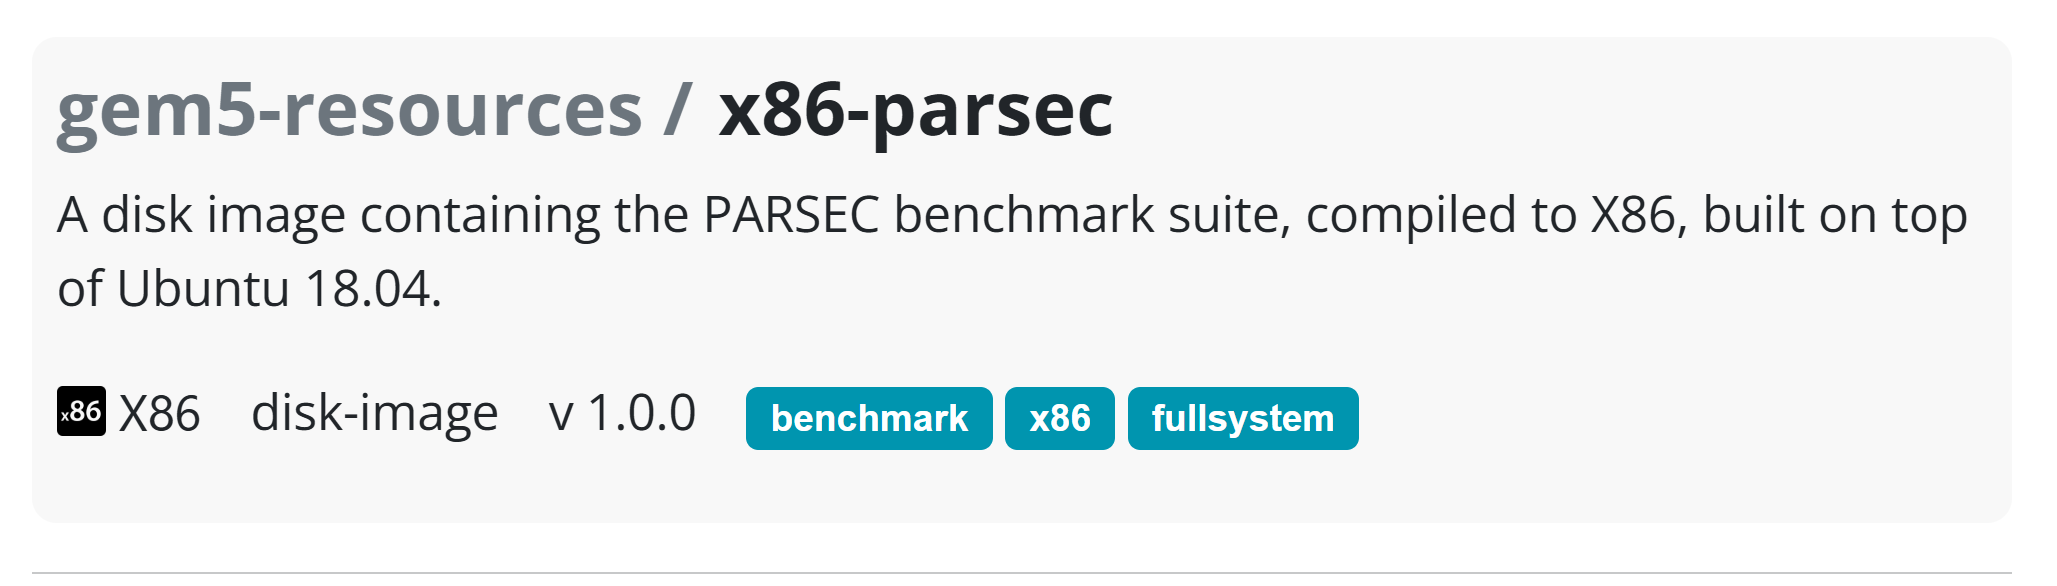 gem5-resources / x86-parsec
A disk image containing the PARSEC benchmark suite, compiled to X86, built on top
of Ubuntu 18.04.
x86 X86 disk-image v 1.0.0 benchmark x86 fullsystem